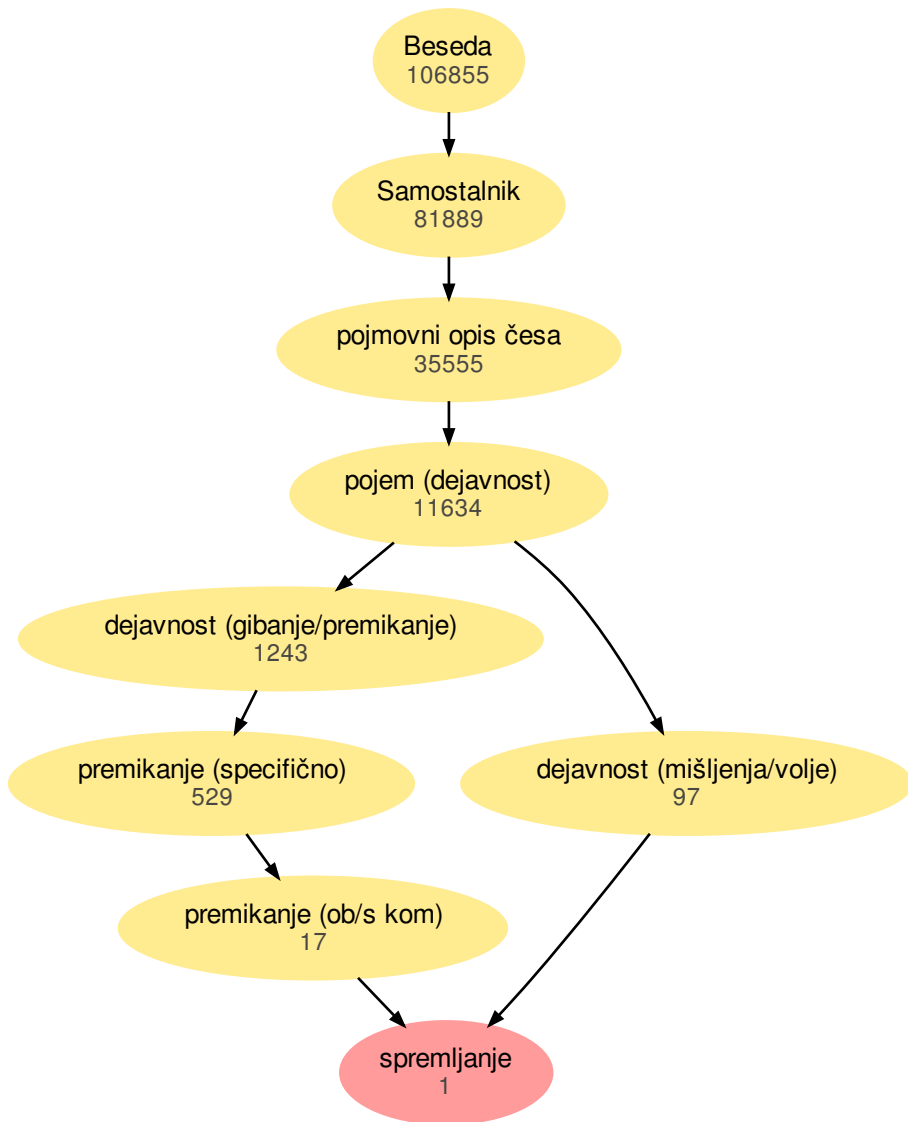 Beseda
106855
Samostalnik
81889
pojmovni opis česa
35555
pojem (dejavnost)
11634
dejavnost (gibanje/premikanje)
1243
premikanje (specifično)
529
dejavnost (mišljenja/volje)
97
premikanje (ob/s kom)
17
spremljanje
1